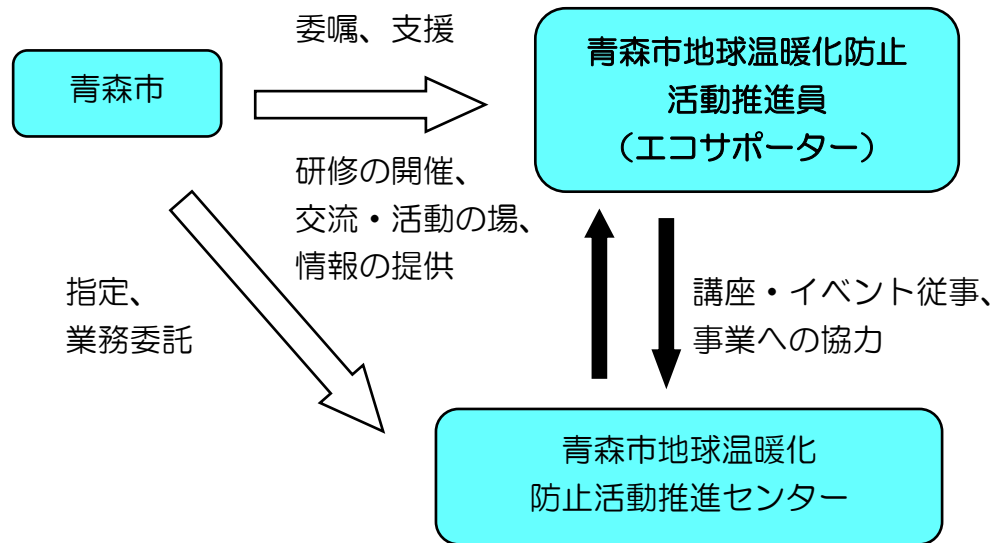 委嘱、支援
青森市
青森市地球温暖化防止
活動推進員
（エコサポーター）
研修の開催、
交流・活動の場、
情報の提供
指定、
業務委託
講座・イベント従事、
事業への協力
青森市地球温暖化
防止活動推進センター